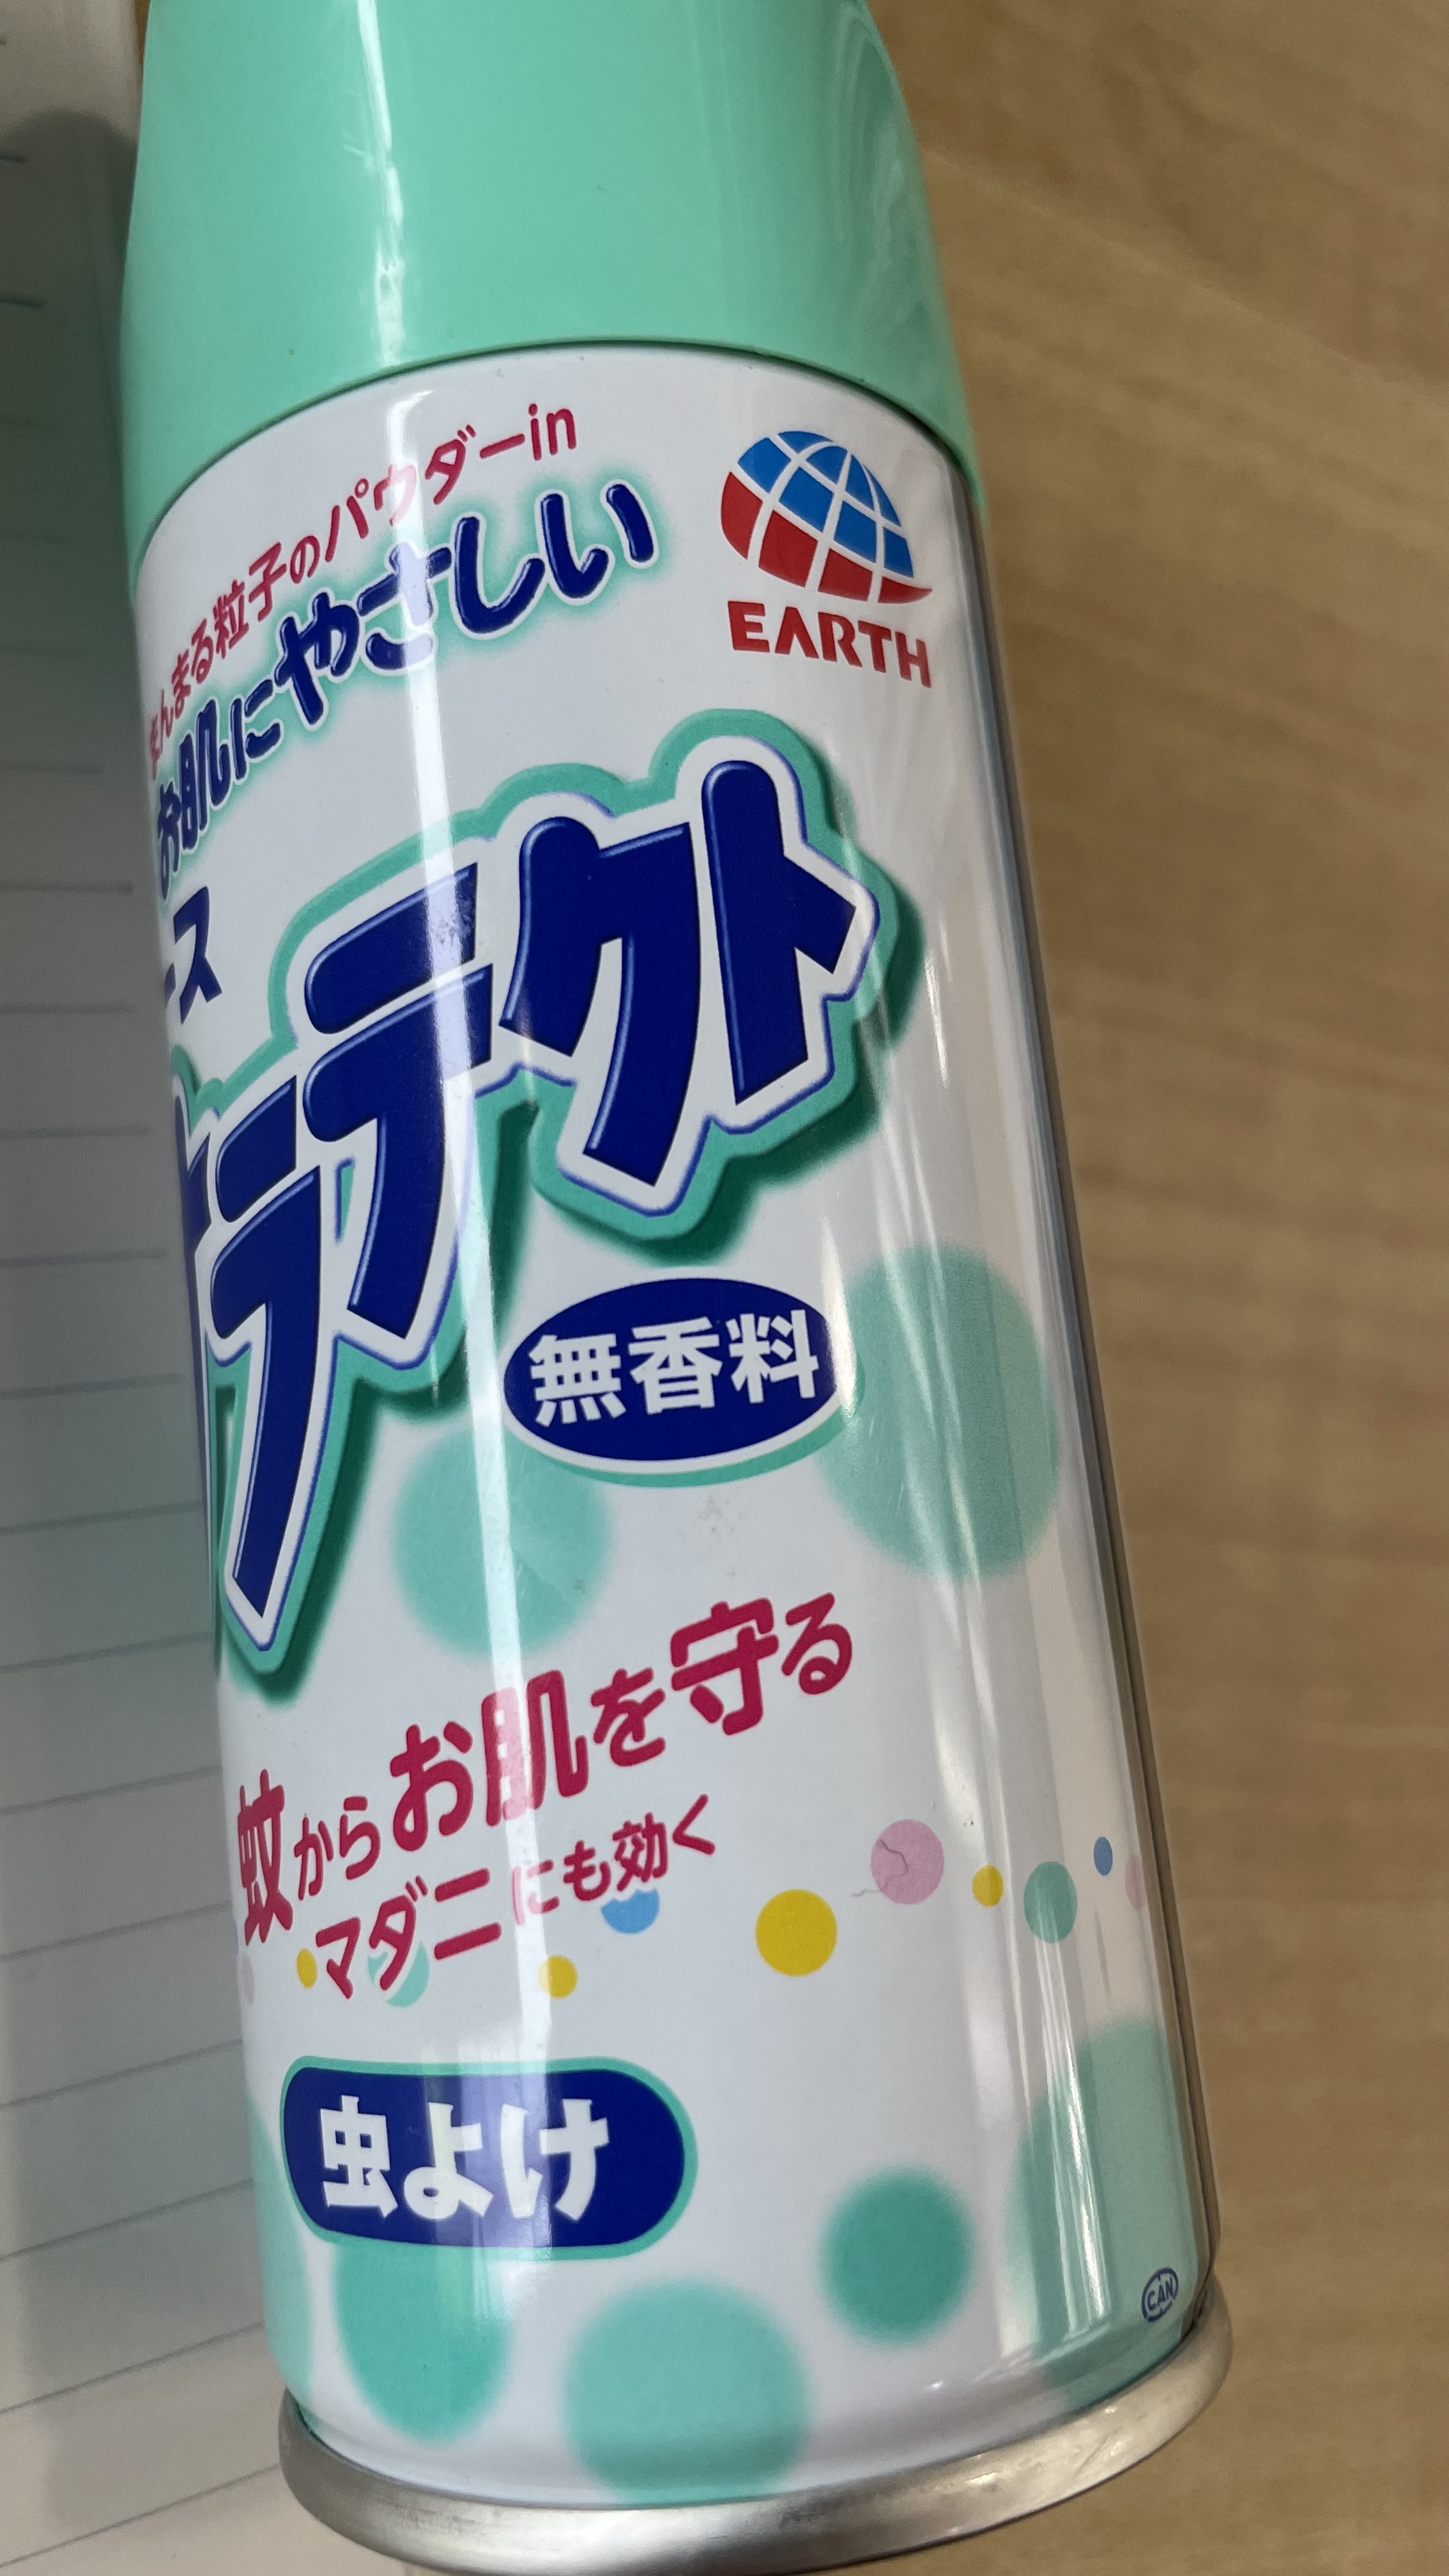 まんまる粒子のパウダーin
お肌にやさしい
EARTH
ース
ラテクト
無香料
蚊からお肌を守る
マダニにも効く
虫よけ
CAN